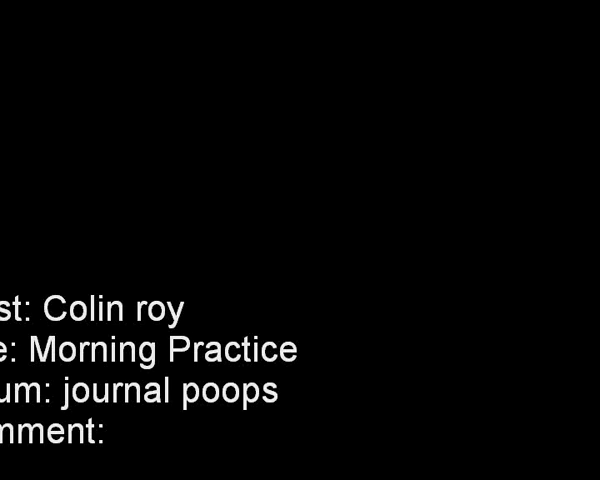 st: Colin roy
e: Morning Practice
um: journal poops
mment: